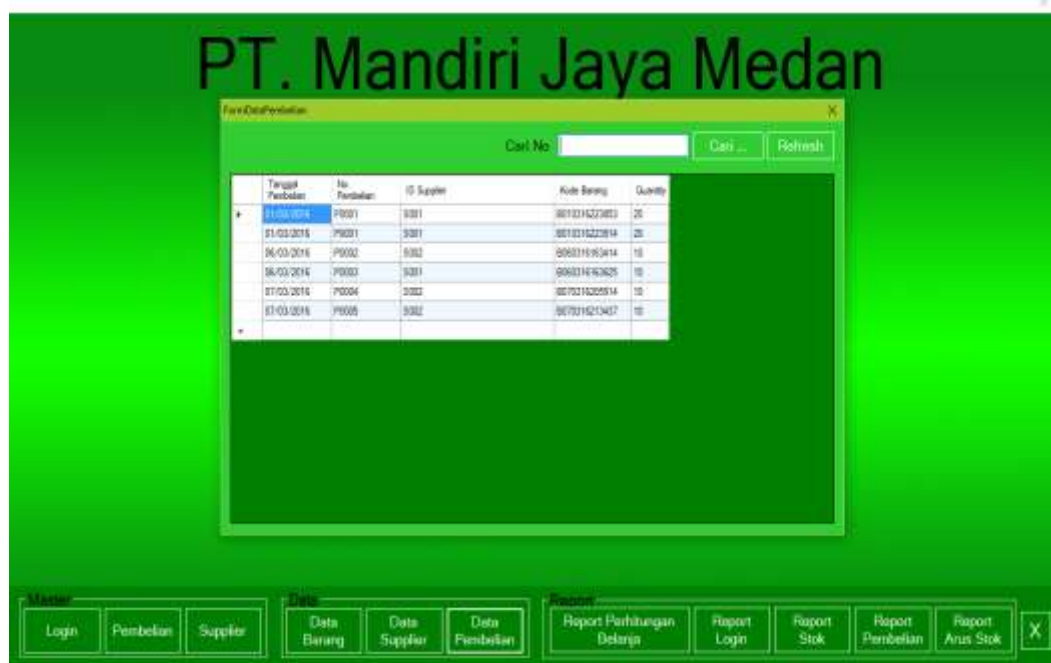 PT. Mandiri Jaya Medan
FormDataPembelian X
Cari No Cari ... Refresh
Tanggal Pembelian No Pembelian ID Supplier Kode Barang Quantity
01/03/2016 P0001 S001 20
01/03/2016 P0001 S001 20
06/03/2016 P0002 S002 10
06/03/2016 P0003 S001 10
07/03/2016 P0004 S002 10
07/03/2016 P0005 S002 10
Master Data Report
Login Pembelian Supplier Data Barang Data Supplier Data Pembelian Report Perhitungan Belanja Report Login Report Stok Report Pembelian Report Arus Stok X